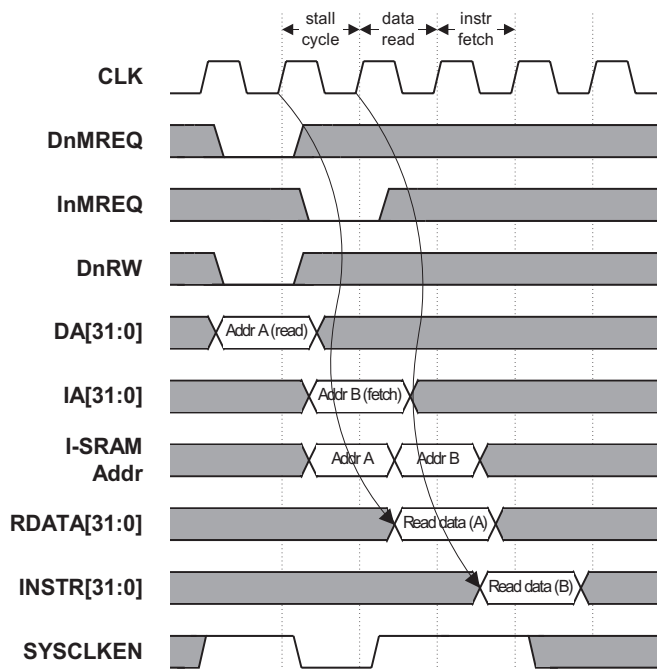 stall cycle
data read
instr fetch
CLK
DnMREQ
InMREQ
DnRW
DA[31:0]
Addr A (read)
IA[31:0]
Addr B (fetch)
I-SRAM Addr
Addr A
Addr B
RDATA[31:0]
Read data (A)
INSTR[31:0]
Read data (B)
SYSCLKEN